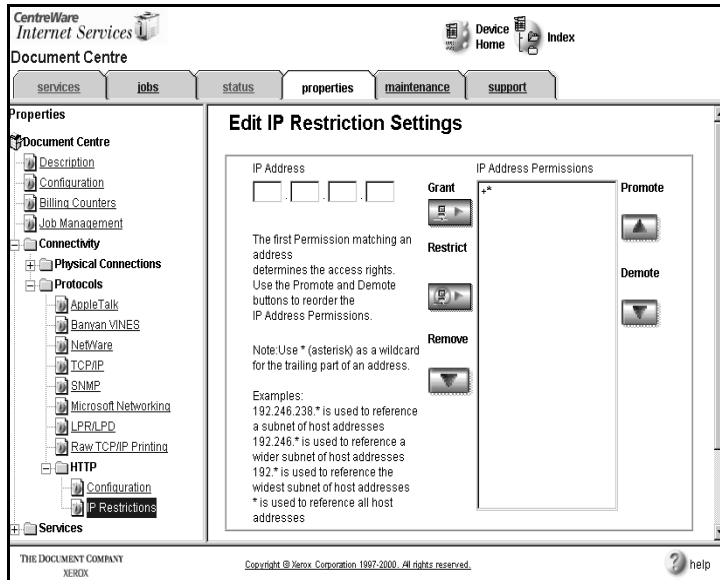 CentreWare
Internet Services
Document Centre
Device
Home
Index
services
jobs
status
properties
maintenance
support
Properties
Document Centre
Description
Configuration
Billing Counters
Job Management
Connectivity
Physical Connections
Protocols
AppleTalk
Banyan VINES
NetWare
TCP/IP
SNMP
Microsoft Networking
LPR/LPD
Raw TCP/IP Printing
HTTP
Configuration
IP Restrictions
Services
Edit IP Restriction Settings
IP Address
. . .
The first Permission matching an
address
determines the access rights.
Use the Promote and Demote
buttons to reorder the
IP Address Permissions.
Note:Use * (asterisk) as a wildcard
for the trailing part of an address.
Examples:
192.246.238.* is used to reference
a subnet of host addresses
192.246.* is used to reference a
wider subnet of host addresses
192.* is used to reference the
widest subnet of host addresses
* is used to reference all host
addresses
Grant
Restrict
Remove
IP Address Permissions
+*
Promote
Demote
THE DOCUMENT COMPANY
XEROX
Copyright © Xerox Corporation 1997-2000. All rights reserved.
help